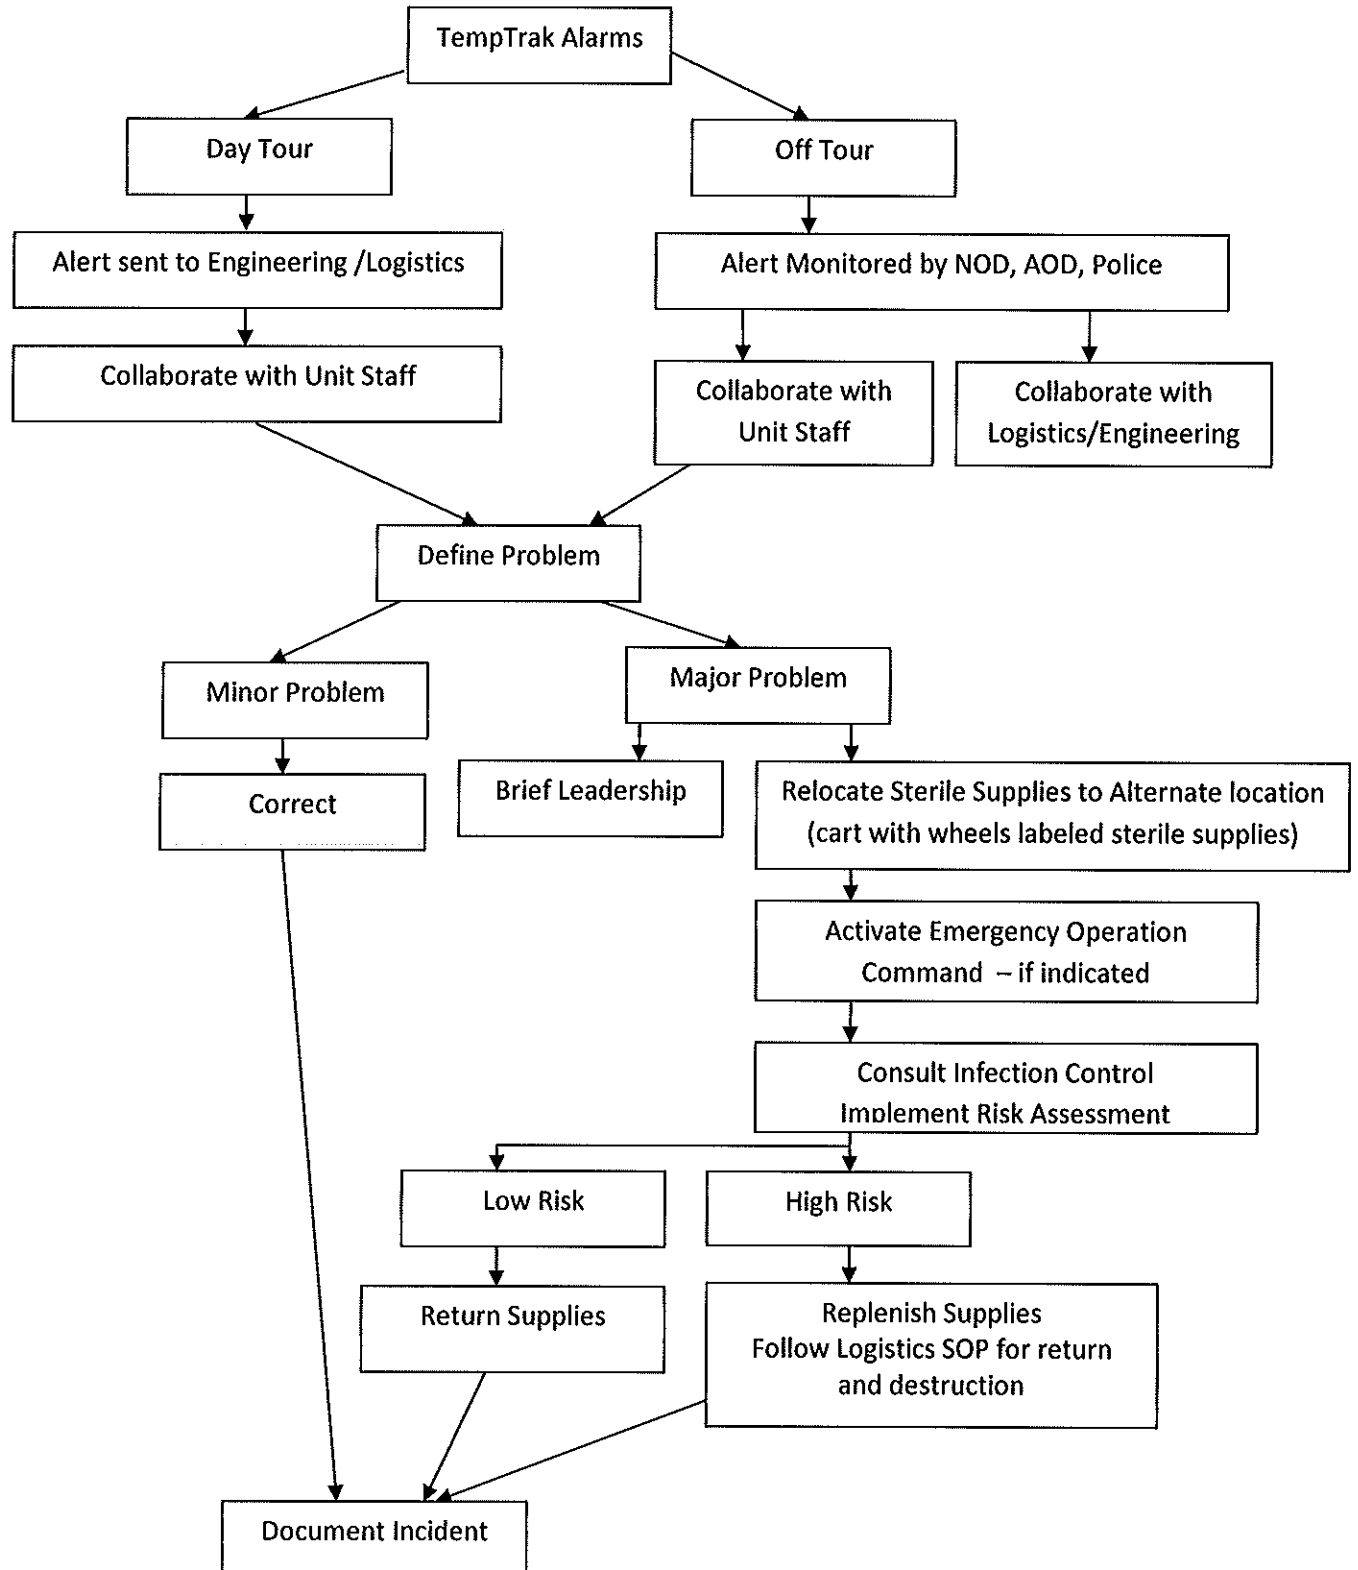 TempTrak Alarms
Day Tour
Off Tour
Alert sent to Engineering /Logistics
Alert Monitored by NOD, AOD, Police
Collaborate with Unit Staff
Collaborate with
Unit Staff
Collaborate with
Logistics/Engineering
Define Problem
Minor Problem
Major Problem
Correct
Brief Leadership
Relocate Sterile Supplies to Alternate location
(cart with wheels labeled sterile supplies)
Activate Emergency Operation
Command – if indicated
Consult Infection Control
Implement Risk Assessment
Low Risk
High Risk
Return Supplies
Replenish Supplies
Follow Logistics SOP for return
and destruction
Document Incident